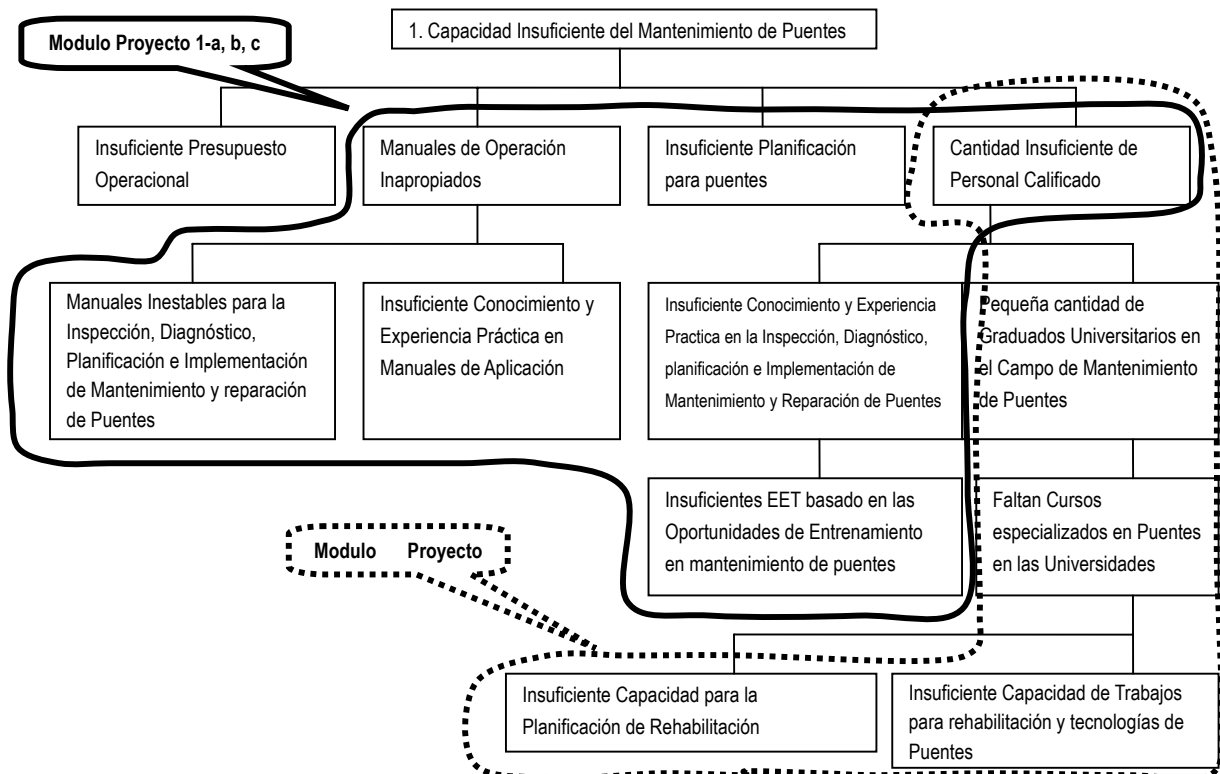 1. Capacidad Insuficiente del Mantenimiento de Puentes
Modulo Proyecto 1-a, b, c
Insuficiente Presupuesto
Operacional
Manuales de Operación
Inapropiados
Insuficiente Planificación
para puentes
Cantidad Insuficiente de
Personal Calificado
Manuales Inestables para la
Inspección, Diagnóstico,
Planificación e Implementación
de Mantenimiento y reparación
de Puentes
Insuficiente Conocimiento y
Experiencia Práctica en
Manuales de Aplicación
Insuficiente Conocimiento y Experiencia
Practica en la Inspección, Diagnóstico,
planificación e Implementación de
Mantenimiento y Reparación de Puentes
Pequeña cantidad de
Graduados Universitarios en
el Campo de Mantenimiento
de Puentes
Insuficientes EET basado en las
Oportunidades de Entrenamiento
en mantenimiento de puentes
Faltan Cursos
especializados en Puentes
en las Universidades
Modulo Proyecto
Insuficiente Capacidad para la
Planificación de Rehabilitación
Insuficiente Capacidad de Trabajos
para rehabilitación y tecnologías de
Puentes